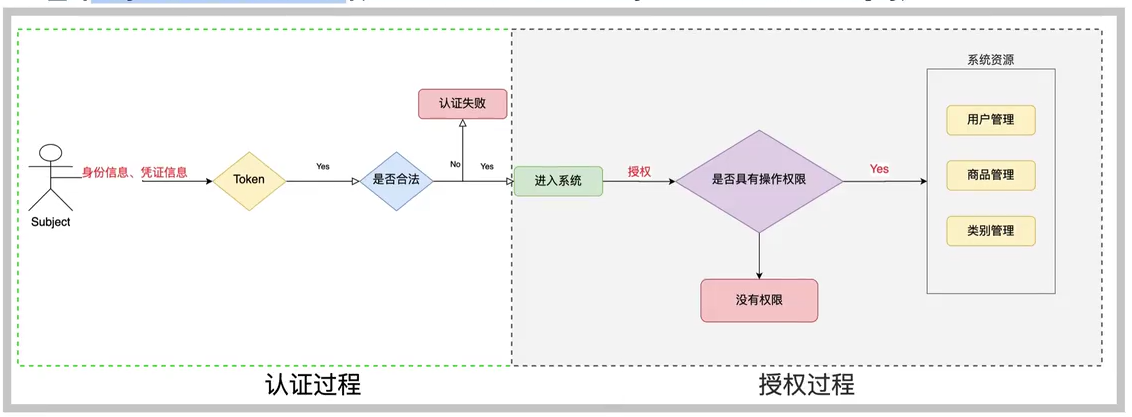 系统资源
认证失败
用户管理
身份信息、凭证信息
Token
Yes
是否合法
No
Yes
进入系统
授权
是否具有操作权限
Yes
商品管理
Subject
类别管理
没有权限
认证过程
授权过程